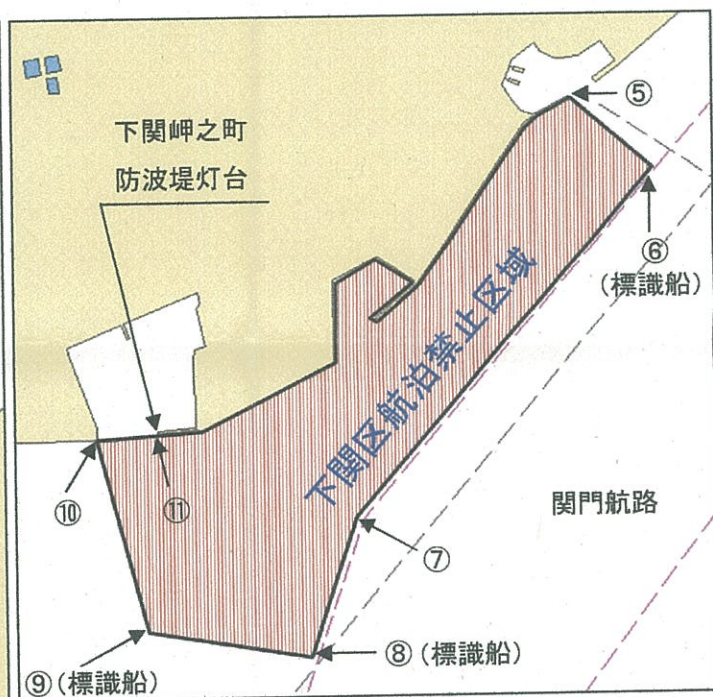 ⑤
下関岬之町
防波堤灯台
⑥
(標識船)
下関区航泊禁止区域
関門航路
⑩
⑪
⑦
⑧(標識船)
⑨(標識船)